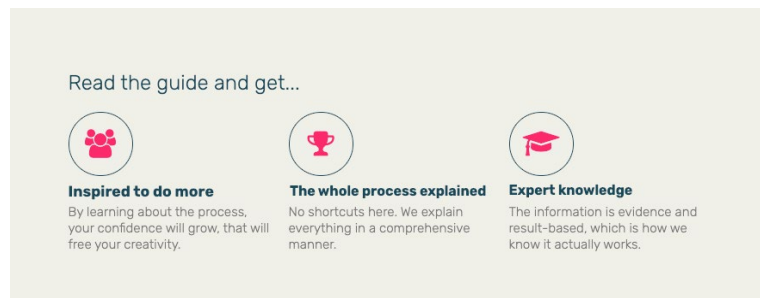 Read the guide and get...
Inspired to do more
By learning about the process,
your confidence will grow, that will
free your creativity.
The whole process explained
No shortcuts here. We explain
everything in a comprehensive
manner.
Expert knowledge
The information is evidence and
result-based, which is how we
know it actually works.